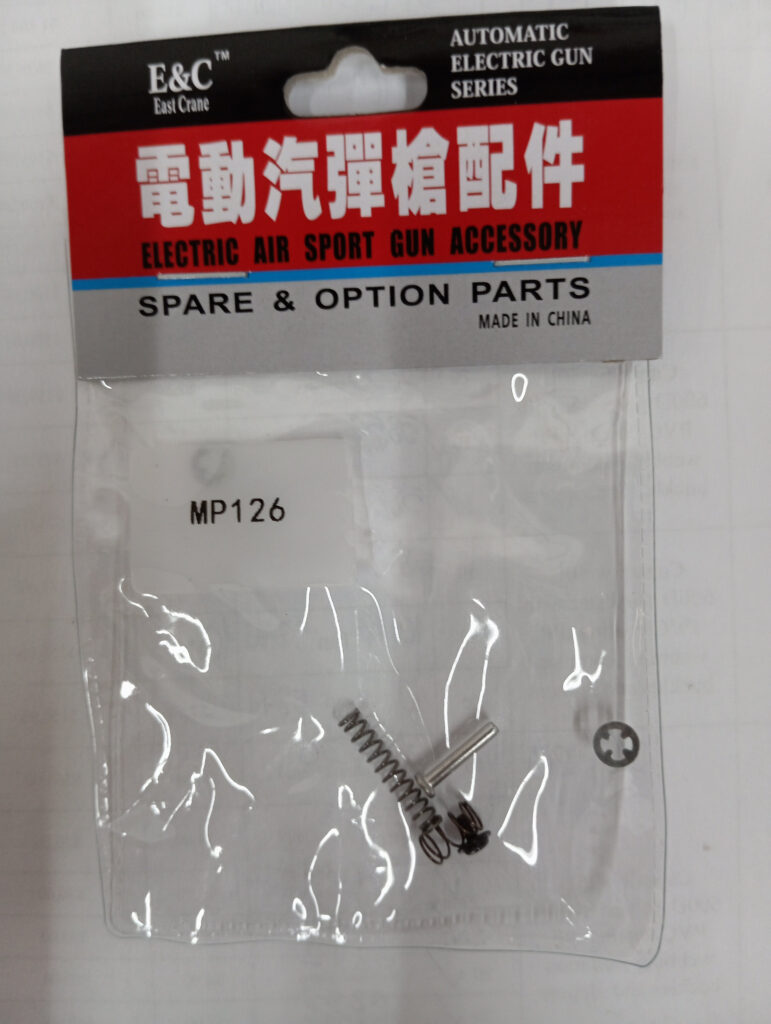 E&C™
East Crane
AUTOMATIC
ELECTRIC GUN
SERIES
電動汽彈槍配件
ELECTRIC AIR SPORT GUN ACCESSORY
SPARE & OPTION PARTS
MADE IN CHINA
MP126